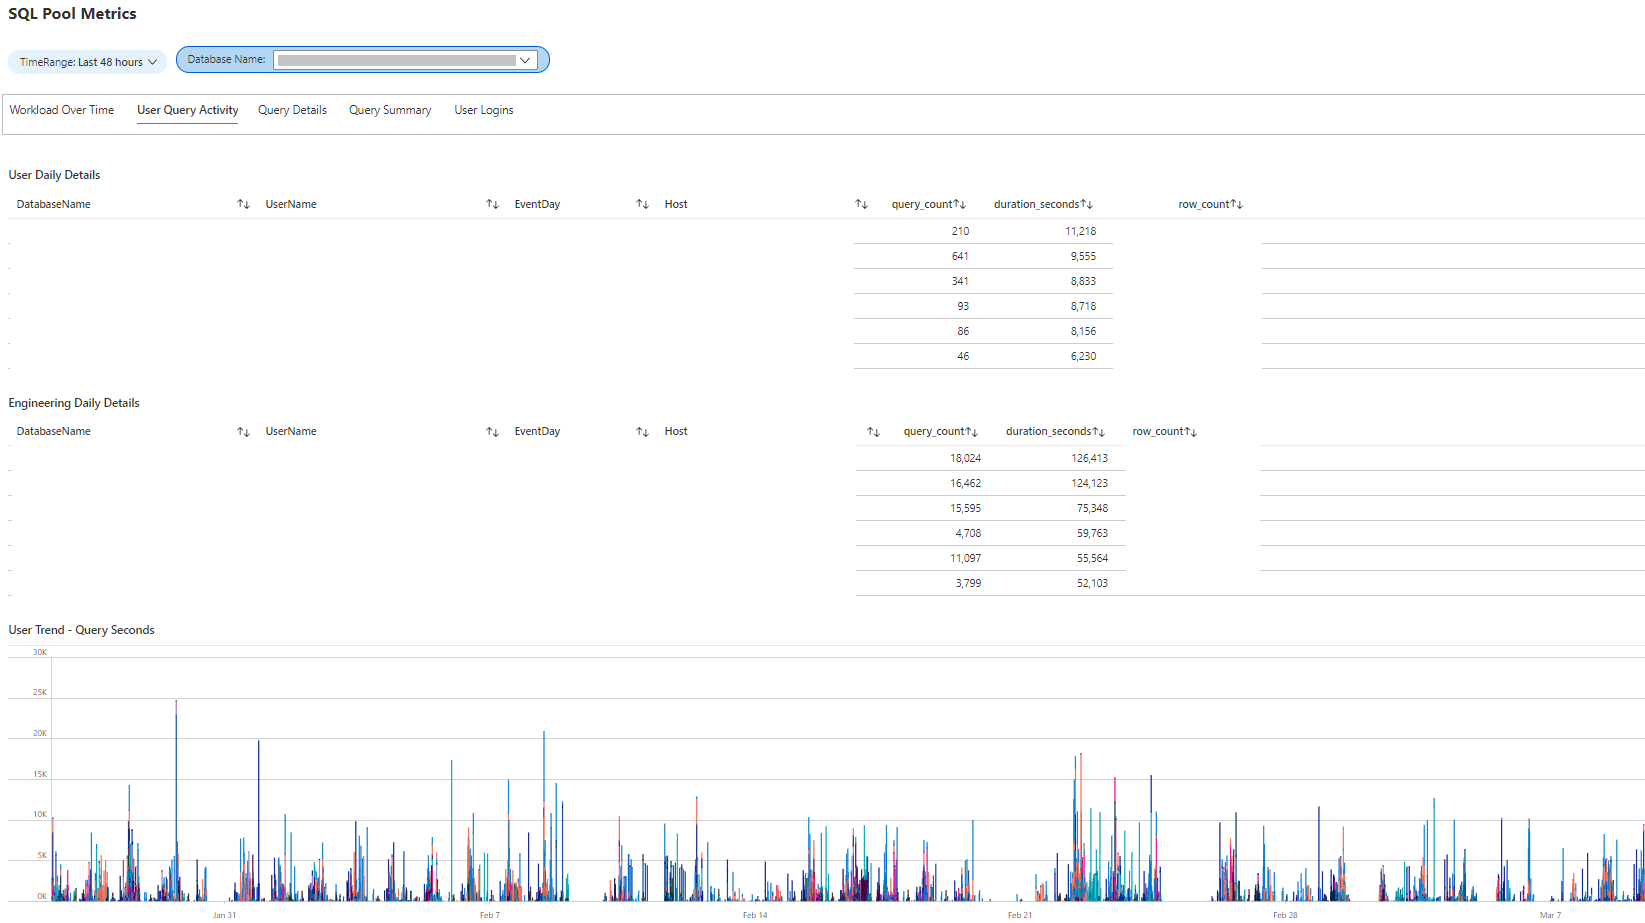 SQL Pool Metrics
TimeRange: Last 48 hours
Database Name:
Workload Over Time User Query Activity Query Details Query Summary User Logins
User Daily Details
DatabaseName ↑↓ UserName ↑↓ EventDay ↑↓ Host ↑↓ query_count↑↓ duration_seconds↑↓ row_count↑↓
210 11,218
641 9,555
341 8,833
93 8,718
86 8,156
46 6,230
Engineering Daily Details
DatabaseName ↑↓ UserName ↑↓ EventDay ↑↓ Host ↑↓ query_count↑↓ duration_seconds↑↓ row_count↑↓
18,024 126,413
16,462 124,123
15,595 75,348
4,708 59,763
11,097 55,564
3,799 52,103
User Trend - Query Seconds
30K
25K
20K
15K
10K
5K
0K
Jan 31 Feb 7 Feb 14 Feb 21 Feb 28 Mar 7